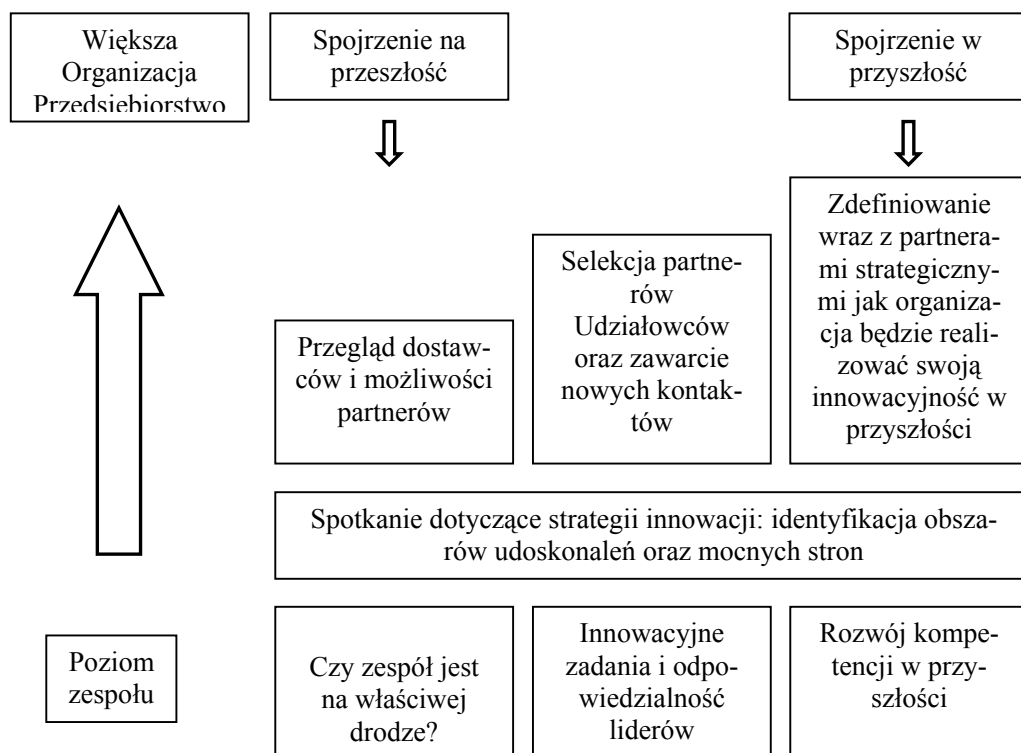 Większa
Organizacja
Przedsiębiorstwo
Spojrzenie na
przeszłość
Spojrzenie w
przyszłość
Przegląd dostaw-
ców i możliwości
partnerów
Selekcja partne-
rów
Udziałowców
oraz zawarcie
nowych kontak-
tów
Zdefiniowanie
wraz z partnera-
mi strategiczny-
mi jak organiza-
cja będzie reali-
zować swoją
innowacyjność w
przyszłości
Spotkanie dotyczące strategii innowacji: identyfikacja obsza-
rów udoskonaleń oraz mocnych stron
Poziom
zespołu
Czy zespół jest
na właściwej
drodze?
Innowacyjne
zadania i odpo-
wiedzialność
liderów
Rozwój kompe-
tencji w przy-
szłości